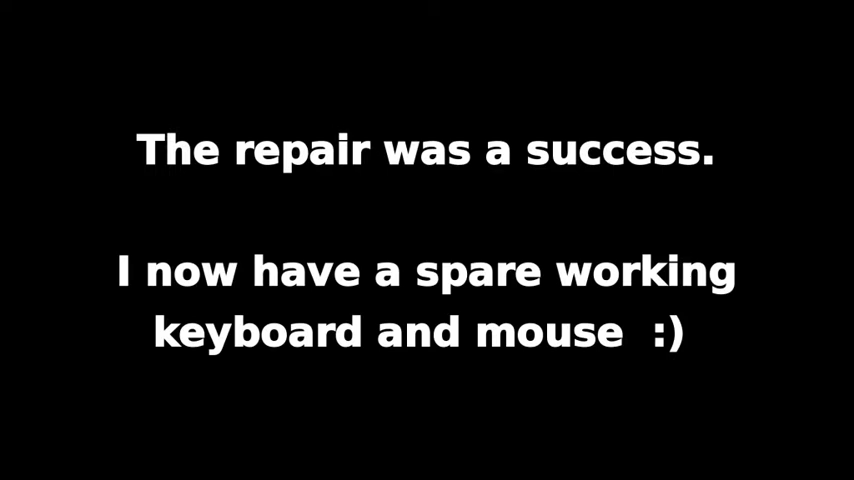 The repair was a success.
I now have a spare working
keyboard and mouse  :)